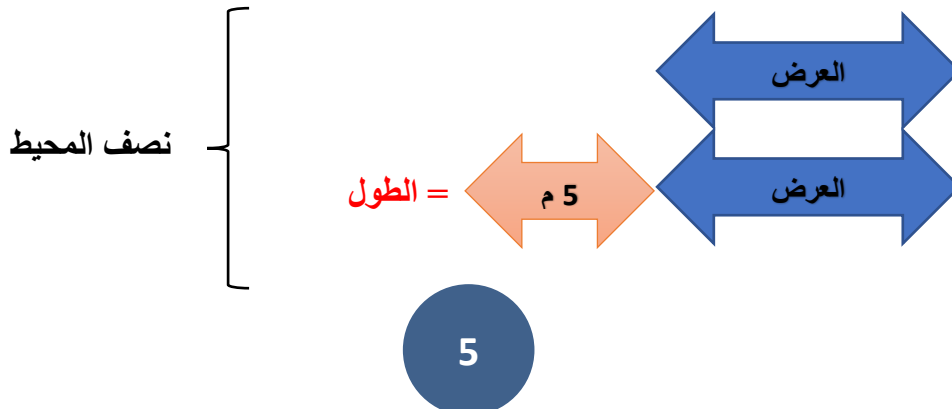 العرض
نصف المحيط
العرض
5 م
= الطول
5